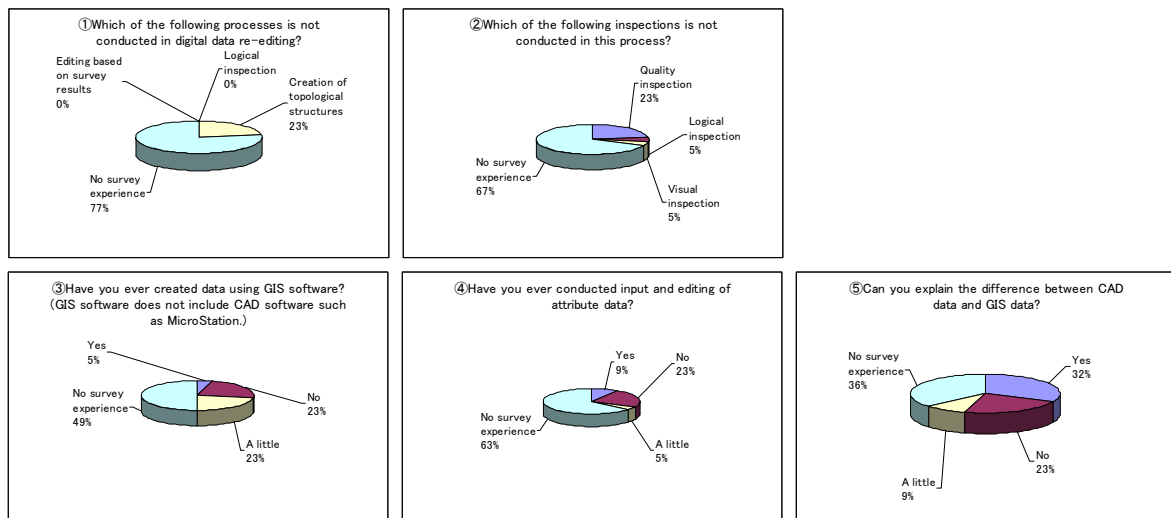 ①Which of the following processes is not
conducted in digital data re-editing?
Editing based
on survey
results
0%
Logical
inspection
0%
Creation of
topological
structures
23%
No survey
experience
77%
②Which of the following inspections is not
conducted in this process?
Quality
inspection
23%
Logical
inspection
5%
Visual
inspection
5%
No survey
experience
67%
③Have you ever created data using GIS software?
(GIS software does not include CAD software such
as MicroStation.)
Yes
5%
No
23%
A little
23%
No survey
experience
49%
④Have you ever conducted input and editing of
attribute data?
Yes
9%
No
23%
A little
5%
No survey
experience
63%
⑤Can you explain the difference between CAD
data and GIS data?
No survey
experience
36%
Yes
32%
No
23%
A little
9%